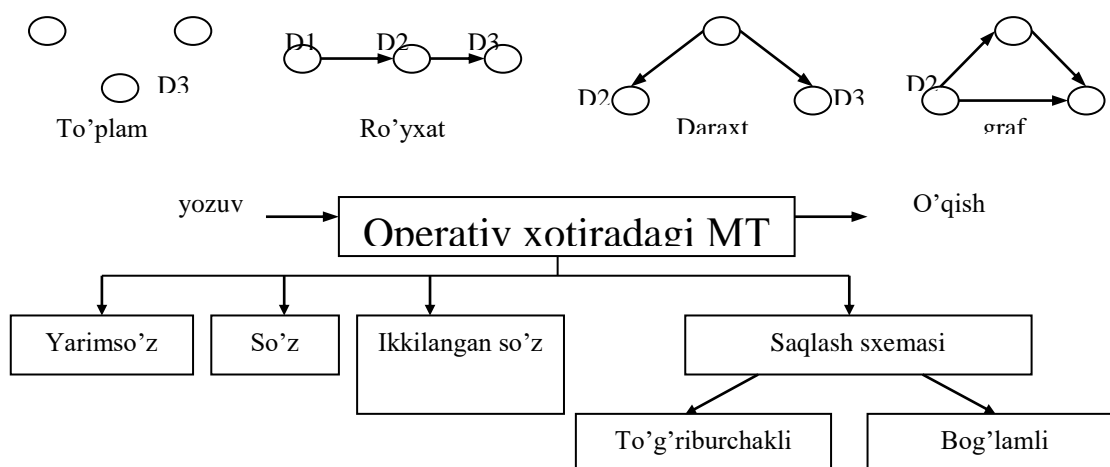 D1 D2 D3
D3 D2 D3 D2
To’plam Ro’yxat Daraxt graf
yozuv O’qish
Operativ xotiradagi MT
Yarimso’z So’z Ikkilangan so’z Saqlash sxemasi
To’g’riburchakli Bog’lamli